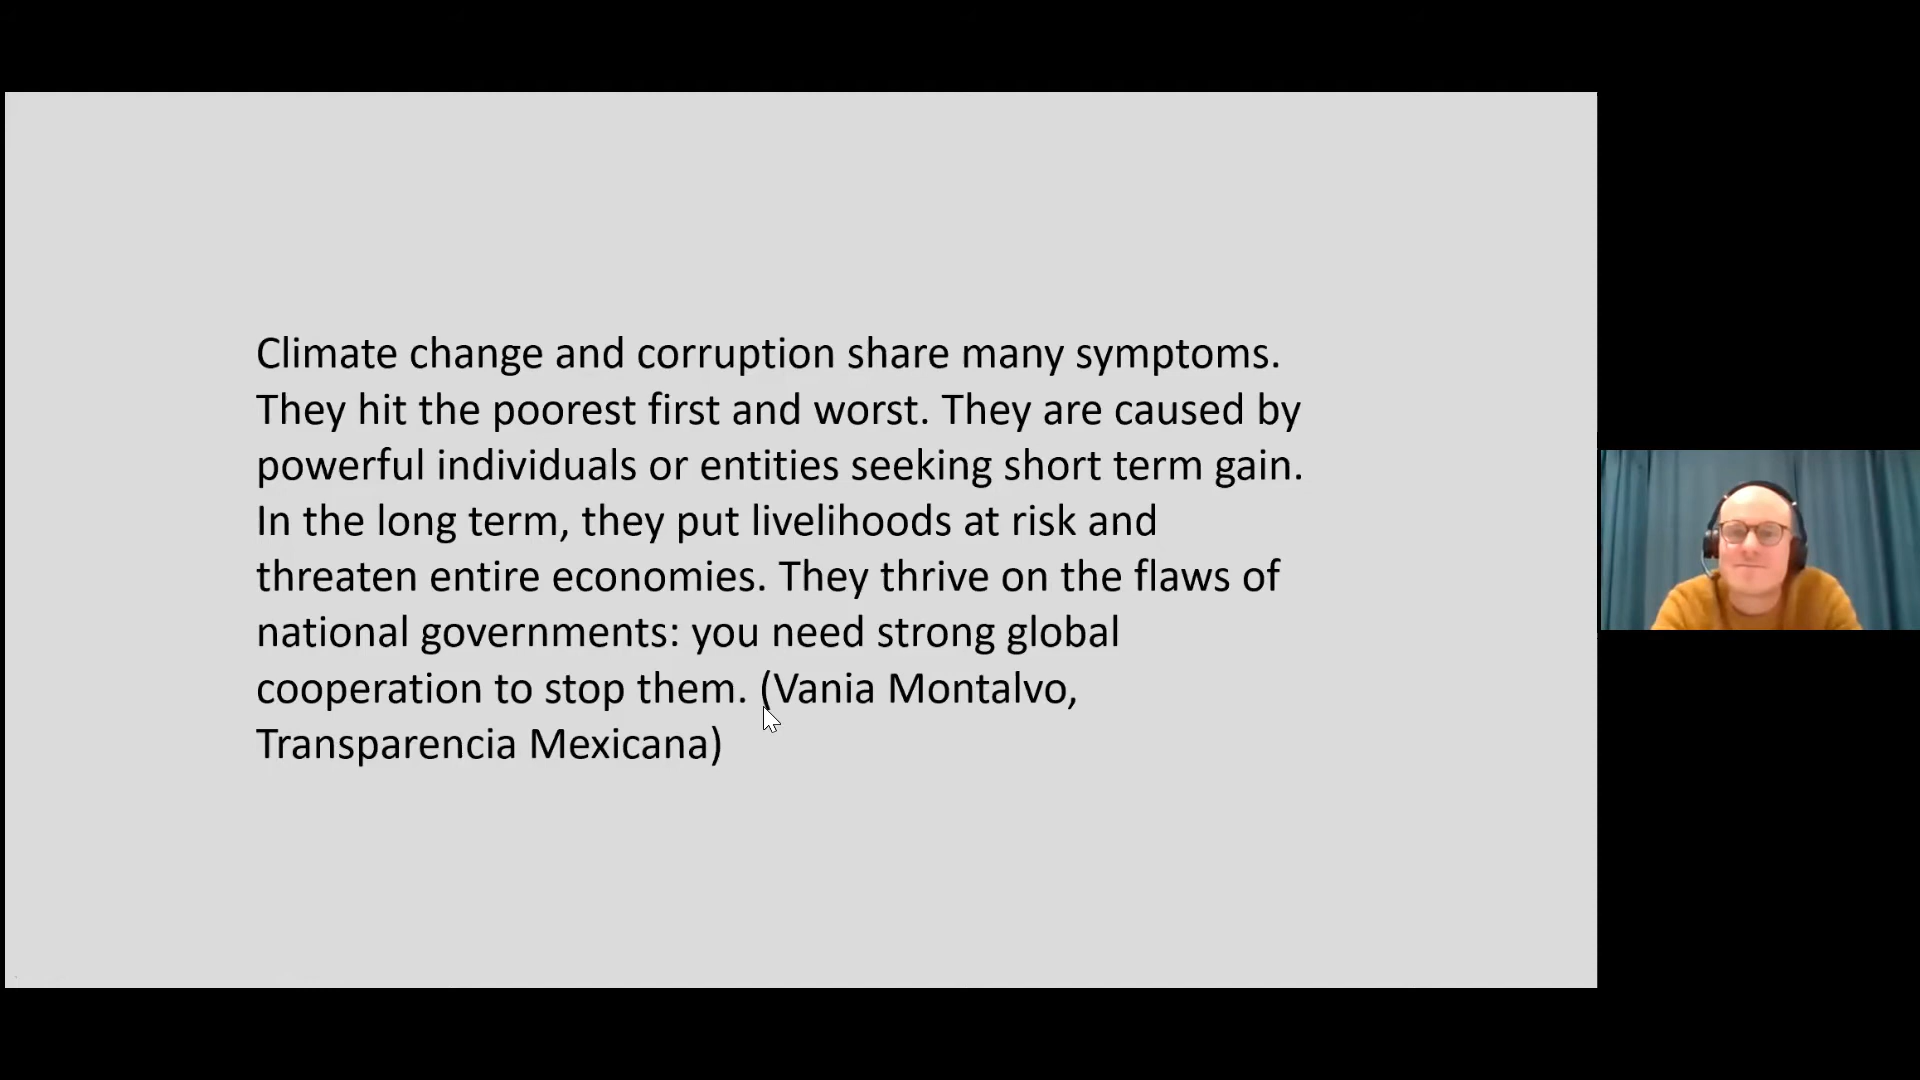 Climate change and corruption share many symptoms.
They hit the poorest first and worst. They are caused by
powerful individuals or entities seeking short term gain.
In the long term, they put livelihoods at risk and
threaten entire economies. They thrive on the flaws of
national governments: you need strong global
cooperation to stop them. (Vania Montalvo,
Transparencia Mexicana)